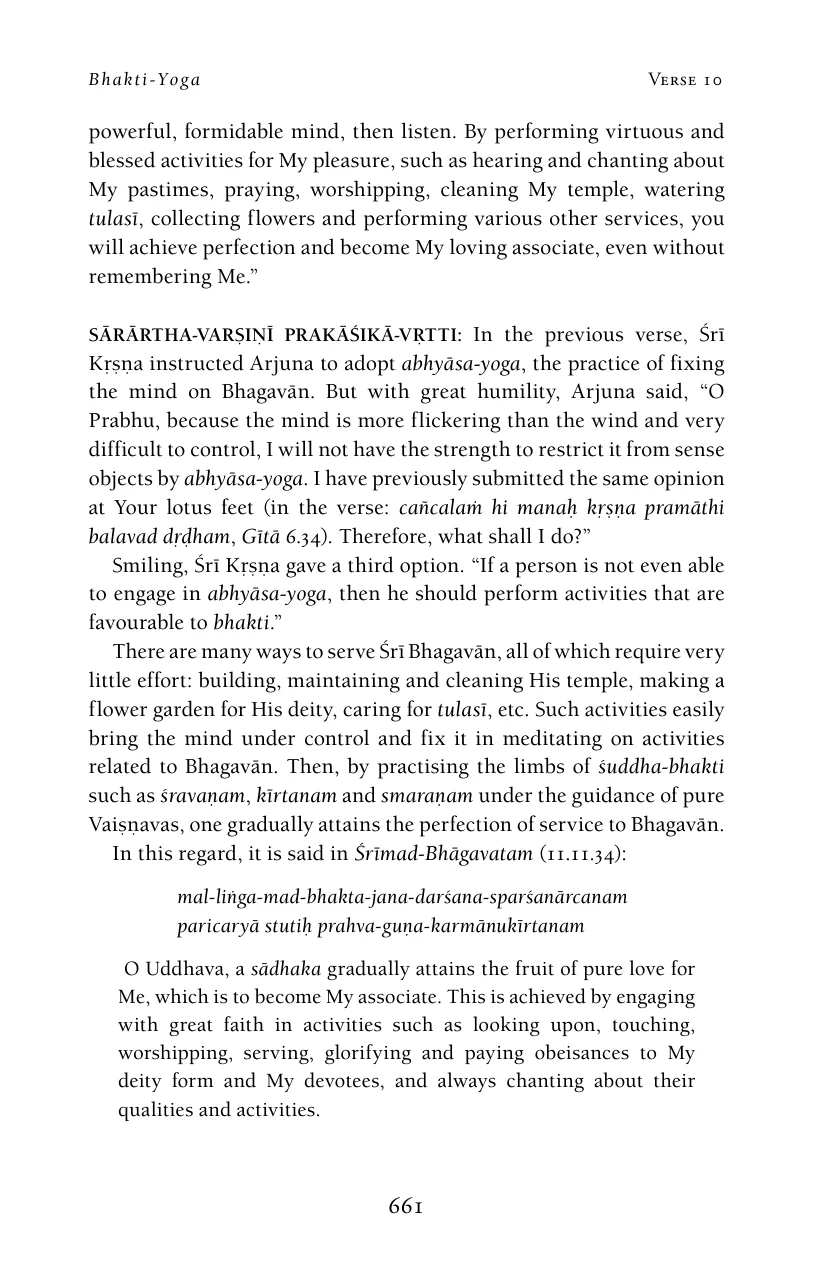 Bhakti-Yoga
Verse 10
powerful, formidable mind, then listen. By performing virtuous and
blessed activities for My pleasure, such as hearing and chanting about
My pastimes, praying, worshipping, cleaning My temple, watering
tulasī, collecting flowers and performing various other services, you
will achieve perfection and become My loving associate, even without
remembering Me.”
SĀRĀRTHA-VARṢIṆĪ PRAKĀŚIKĀ-VṚTTI: In the previous verse, Śrī
Kṛṣṇa instructed Arjuna to adopt abhyāsa-yoga, the practice of fixing
the mind on Bhagavān. But with great humility, Arjuna said, “O
Prabhu, because the mind is more flickering than the wind and very
difficult to control, I will not have the strength to restrict it from sense
objects by abhyāsa-yoga. I have previously submitted the same opinion
at Your lotus feet (in the verse: cañcalaṁ hi manaḥ kṛṣṇa pramāthi
balavad dṛḍham, Gītā 6.34). Therefore, what shall I do?”
Smiling, Śrī Kṛṣṇa gave a third option. “If a person is not even able
to engage in abhyāsa-yoga, then he should perform activities that are
favourable to bhakti.”
There are many ways to serve Śrī Bhagavān, all of which require very
little effort: building, maintaining and cleaning His temple, making a
flower garden for His deity, caring for tulasī, etc. Such activities easily
bring the mind under control and fix it in meditating on activities
related to Bhagavān. Then, by practising the limbs of śuddha-bhakti
such as śravaṇam, kīrtanam and smaraṇam under the guidance of pure
Vaiṣṇavas, one gradually attains the perfection of service to Bhagavān.
In this regard, it is said in Śrīmad-Bhāgavatam (11.11.34):
mal-liṅga-mad-bhakta-jana-darśana-sparśanārcanam
paricaryā stutiḥ prahva-guṇa-karmānukīrtanam
O Uddhava, a sādhaka gradually attains the fruit of pure love for
Me, which is to become My associate. This is achieved by engaging
with great faith in activities such as looking upon, touching,
worshipping, serving, glorifying and paying obeisances to My
deity form and My devotees, and always chanting about their
qualities and activities.
661